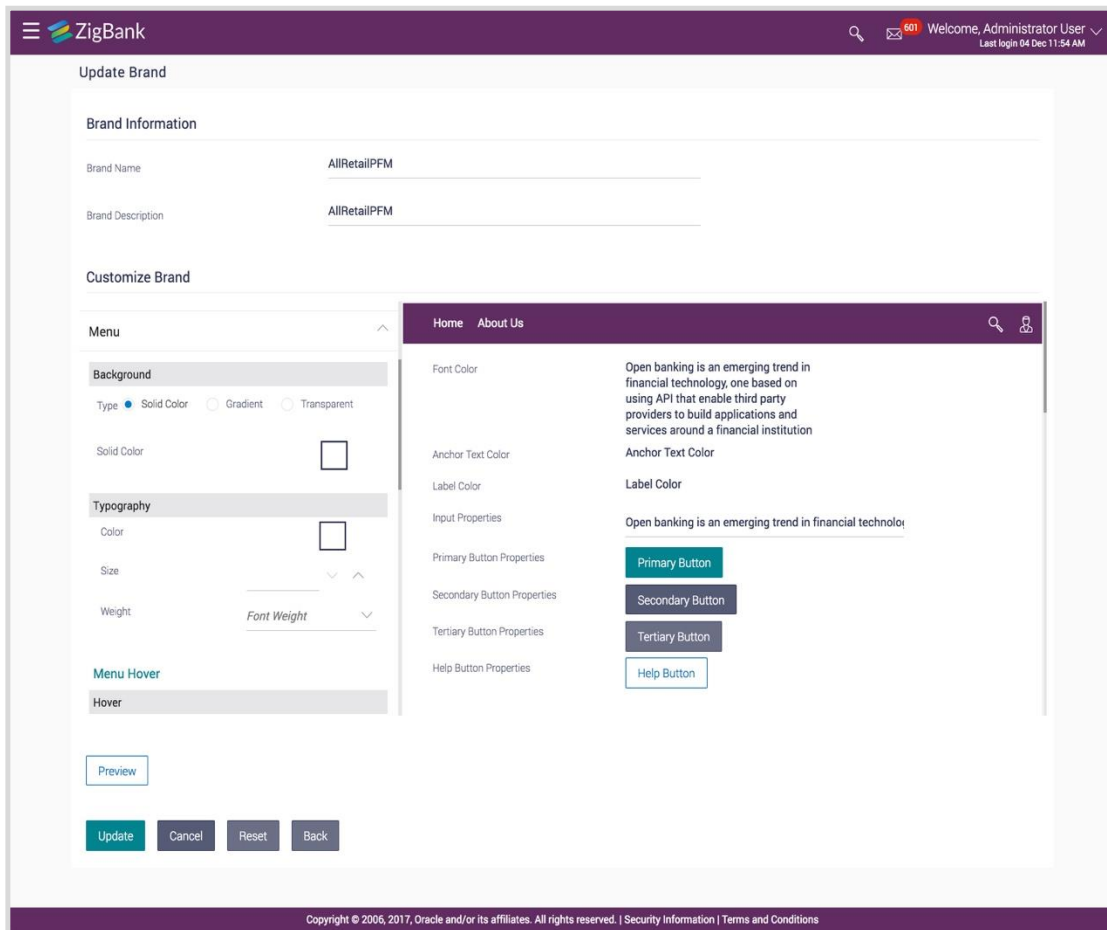 ZigBank
601
Welcome, Administrator User
Last login 04 Dec 11:54 AM
Update Brand
Brand Information
Brand Name
AllRetailPFM
Brand Description
AllRetailPFM
Customize Brand
Menu
Background
Type Solid Color Gradient Transparent
Solid Color
Typography
Color
Size
Weight
Font Weight
Menu Hover
Hover
Home About Us
Font Color
Open banking is an emerging trend in
financial technology, one based on
using API that enable third party
providers to build applications and
services around a financial institution
Anchor Text Color
Anchor Text Color
Label Color
Label Color
Input Properties
Open banking is an emerging trend in financial technolo
Primary Button Properties
Primary Button
Secondary Button Properties
Secondary Button
Tertiary Button Properties
Tertiary Button
Help Button Properties
Help Button
Preview
Update Cancel Reset Back
Copyright © 2006, 2017, Oracle and/or its affiliates. All rights reserved. | Security Information | Terms and Conditions